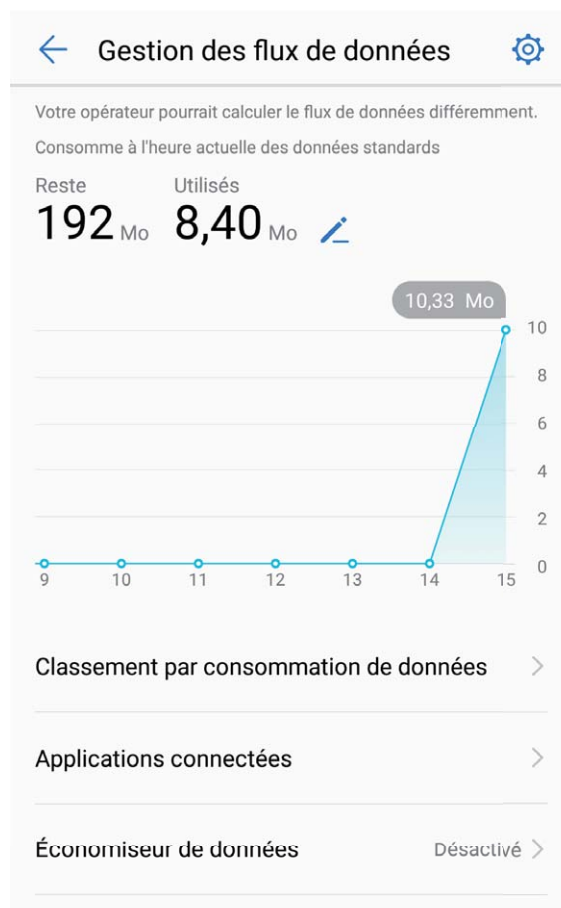 Gestion des flux de données
Votre opérateur pourrait calculer le flux de données différemment.
Consomme à l'heure actuelle des données standards
Reste Utilisés
192 Mo 8,40 Mo
10,33 Mo
10
8
6
4
2
0
9 10 11 12 13 14 15
Classement par consommation de données
Applications connectées
Économiseur de données Désactivé